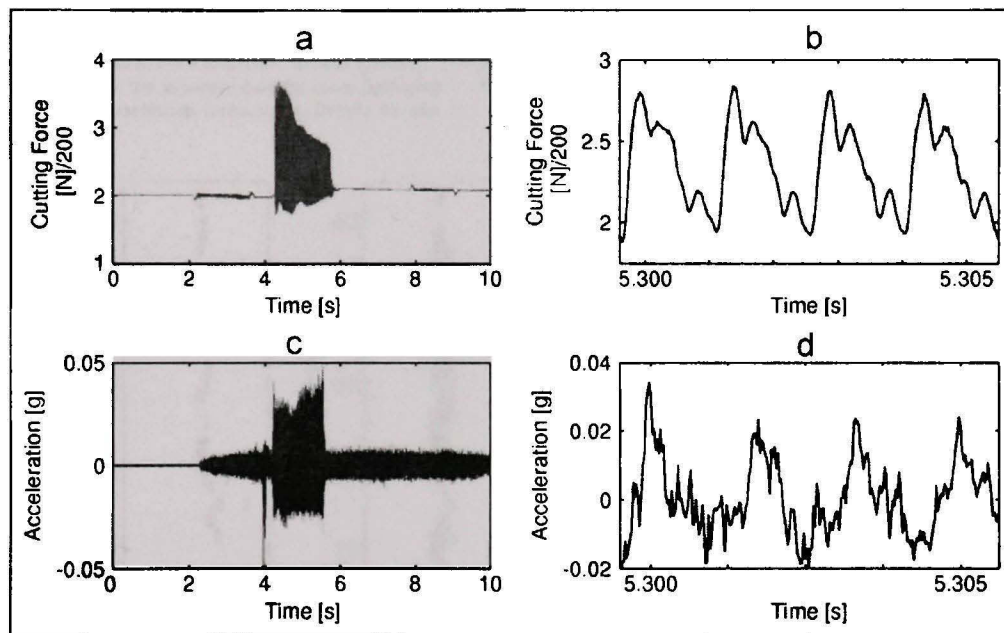 a
Cutting Force
[N]/200
4
3
2
1
0 2 4 6 8 10
Time [s]
b
Cutting Force
[N]/200
3
2.5
2
5.300 5.305
Time [s]
c
Acceleration [g]
0.05
0
-0.05
0 2 4 6 8 10
Time [s]
d
Acceleration [g]
0.04
0.02
0
-0.02
5.300 5.305
Time [s]